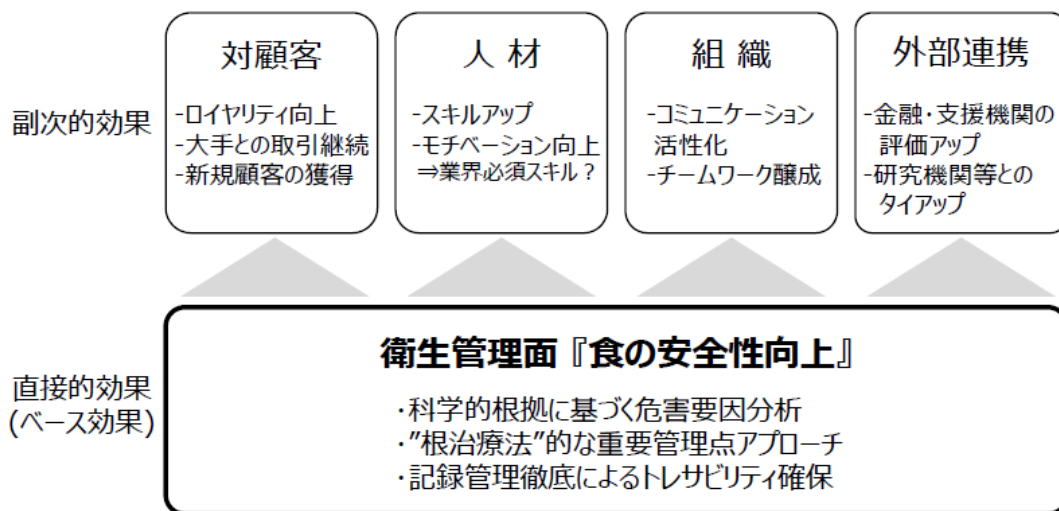 副次的効果
対顧客
-ロイヤリティ向上
-大手との取引継続
-新規顧客の獲得
人 材
-スキルアップ
-モチベーション向上
⇒業界必須スキル?
組 織
-コミュニケーション
活性化
-チームワーク醸成
外部連携
-金融・支援機関の
評価アップ
-研究機関等との
タイアップ
直接的効果
(ベース効果)
衛生管理面『食の安全性向上』
・科学的根拠に基づく危害要因分析
・”根治療法”的な重要管理点アプローチ
・記録管理徹底によるトレサビリティ確保